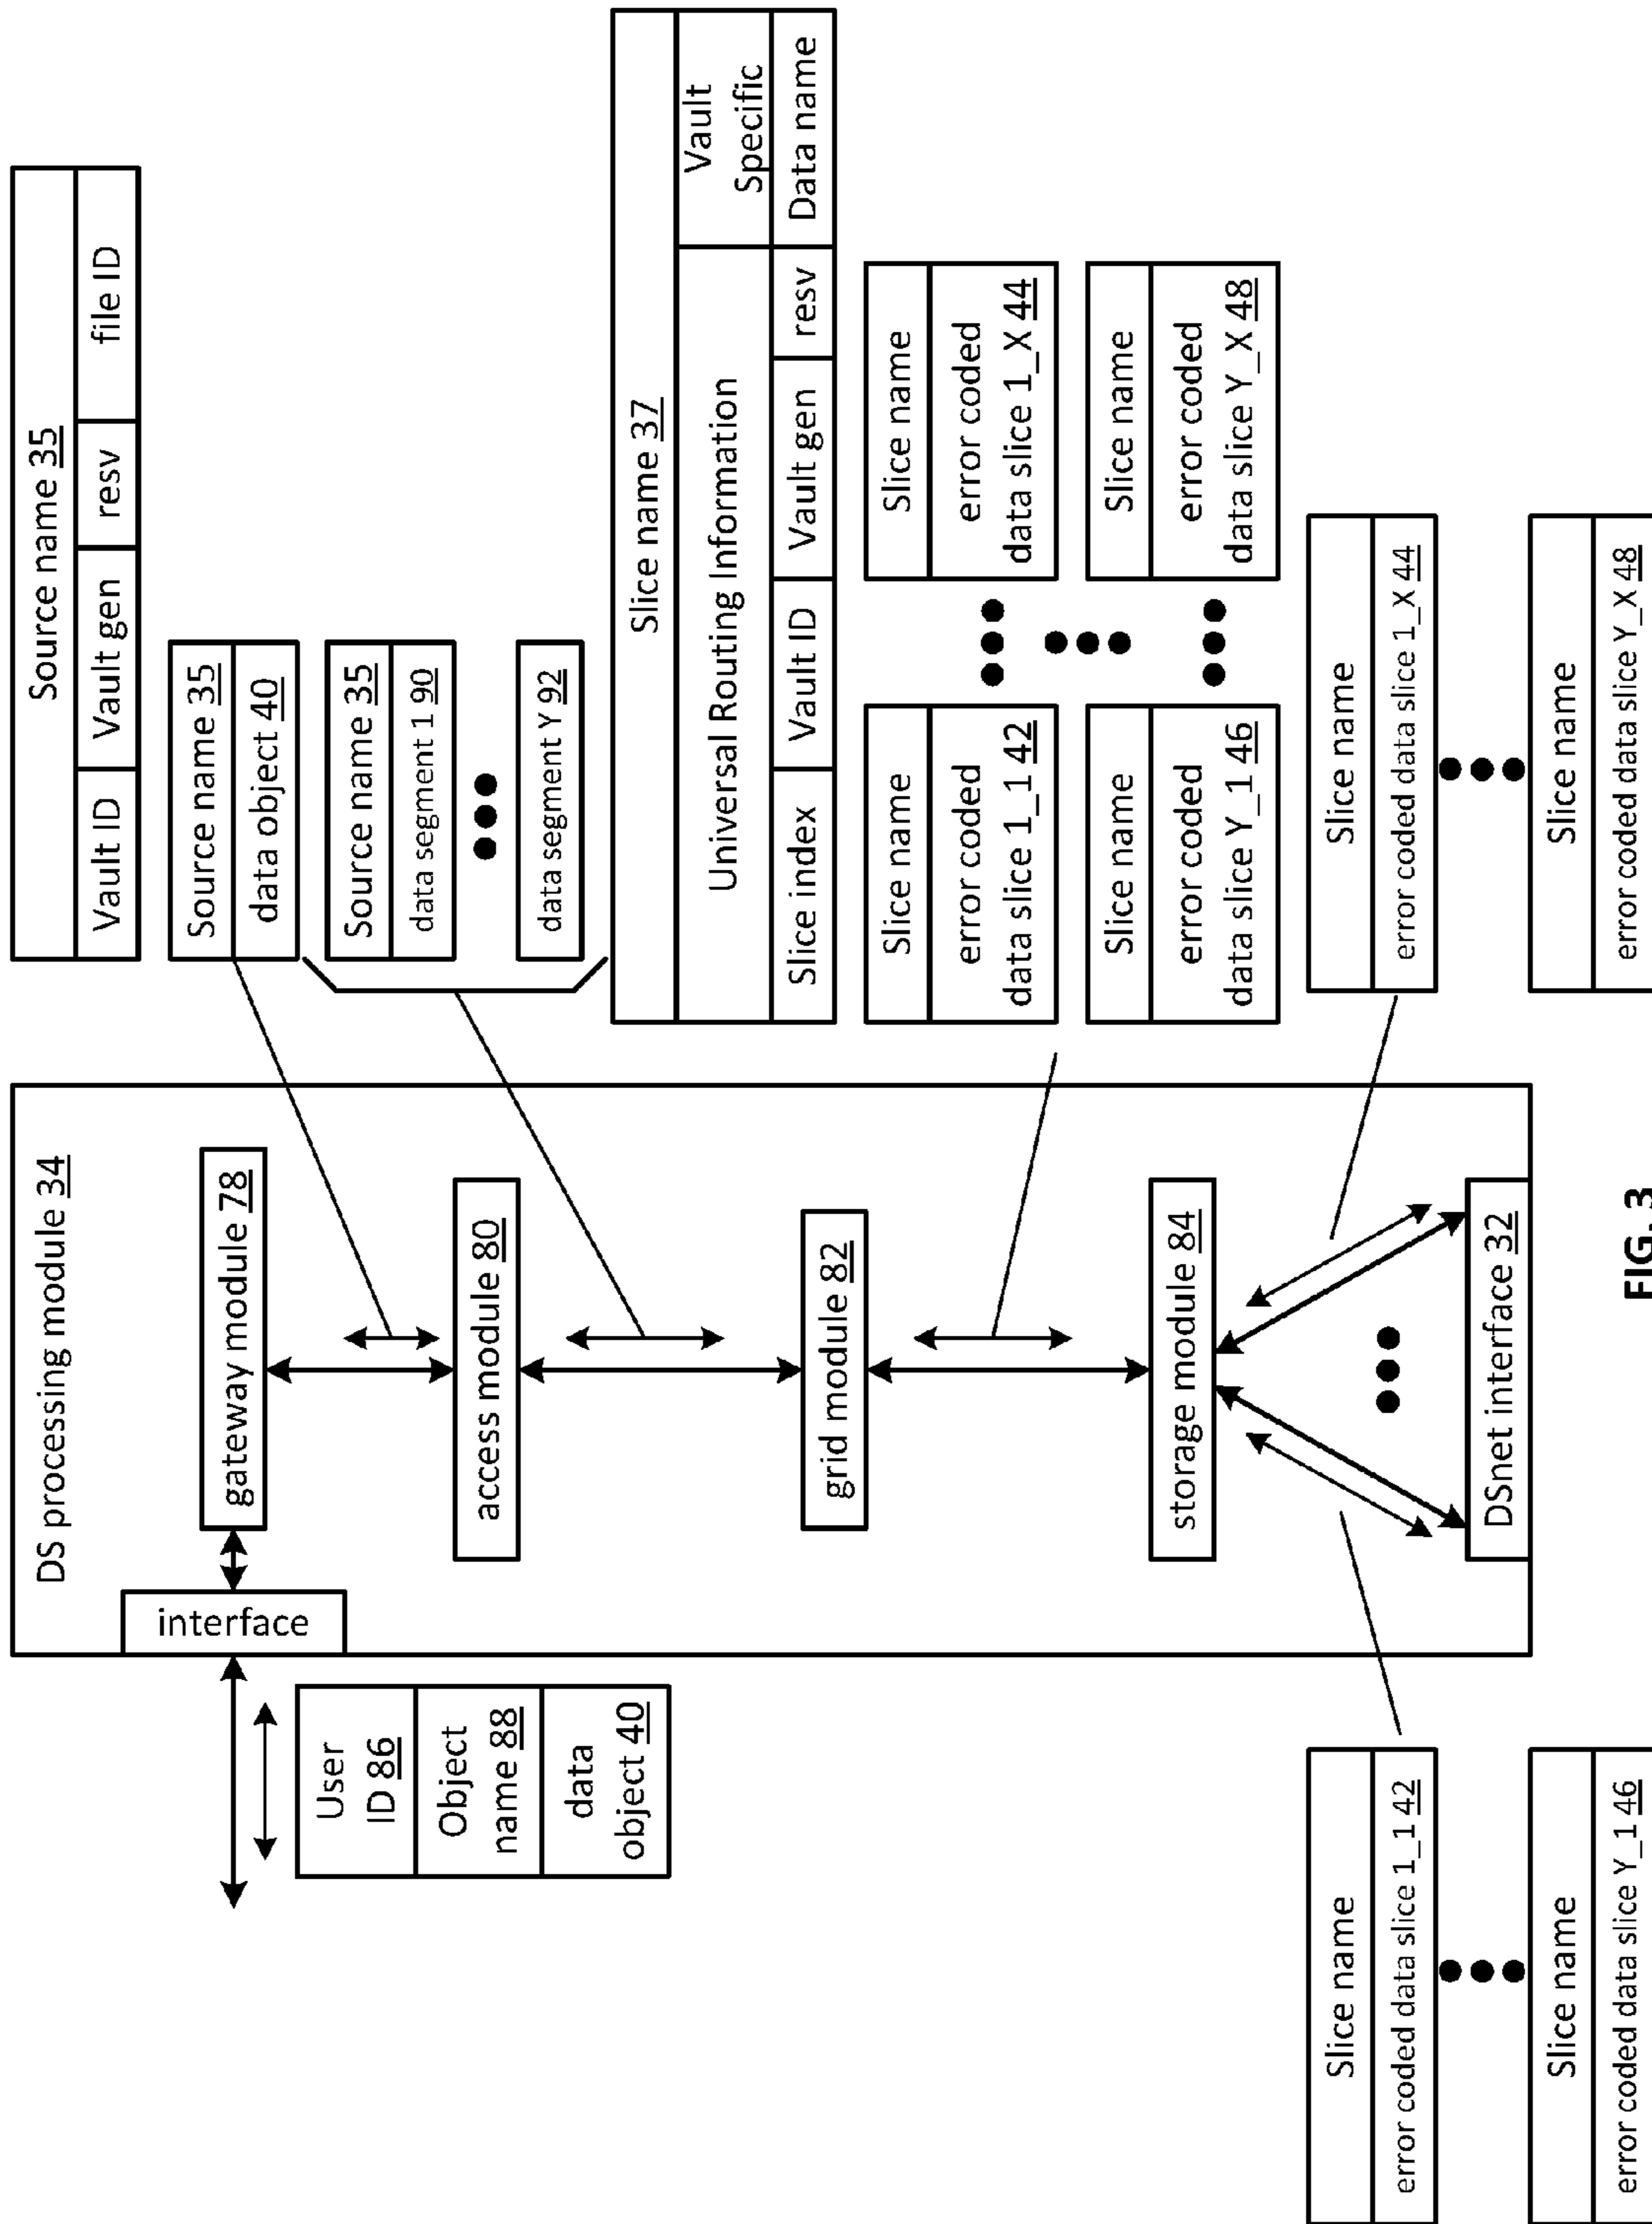 DS processing module 34
interface
gateway module 78
access module 80
grid module 82
storage module 84
DSnet interface 32
User
ID 86
Object
name 88
data
object 40
Source name 35
Vault ID
Vault gen
resv
file ID
Source name 35
data object 40
Source name 35
data segment 1 90
data segment Y 92
Slice name 37
Universal Routing Information
Vault
Specific
Slice index
Vault ID
Vault gen
resv
Data name
Slice name
error coded
data slice 1_1 42
Slice name
error coded
data slice 1_X 44
Slice name
error coded
data slice Y_1 46
Slice name
error coded
data slice Y_X 48
Slice name
error coded data slice 1_1 42
Slice name
error coded data slice Y_1 46
Slice name
error coded data slice 1_X 44
Slice name
error coded data slice Y_X 48
FIG. 3